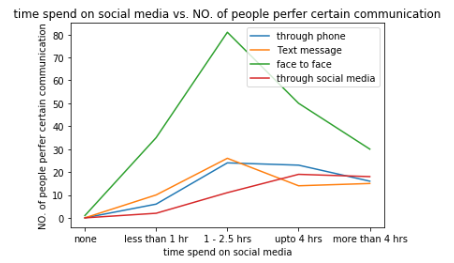 time spend on social media vs. NO. of people perfer certain communication
NO. of people perfer certain communication
80
70
60
50
40
30
20
10
0
through phone
Text message
face to face
through social media
none
less than 1 hr
1 - 2.5 hrs
upto 4 hrs
more than 4 hrs
time spend on social media